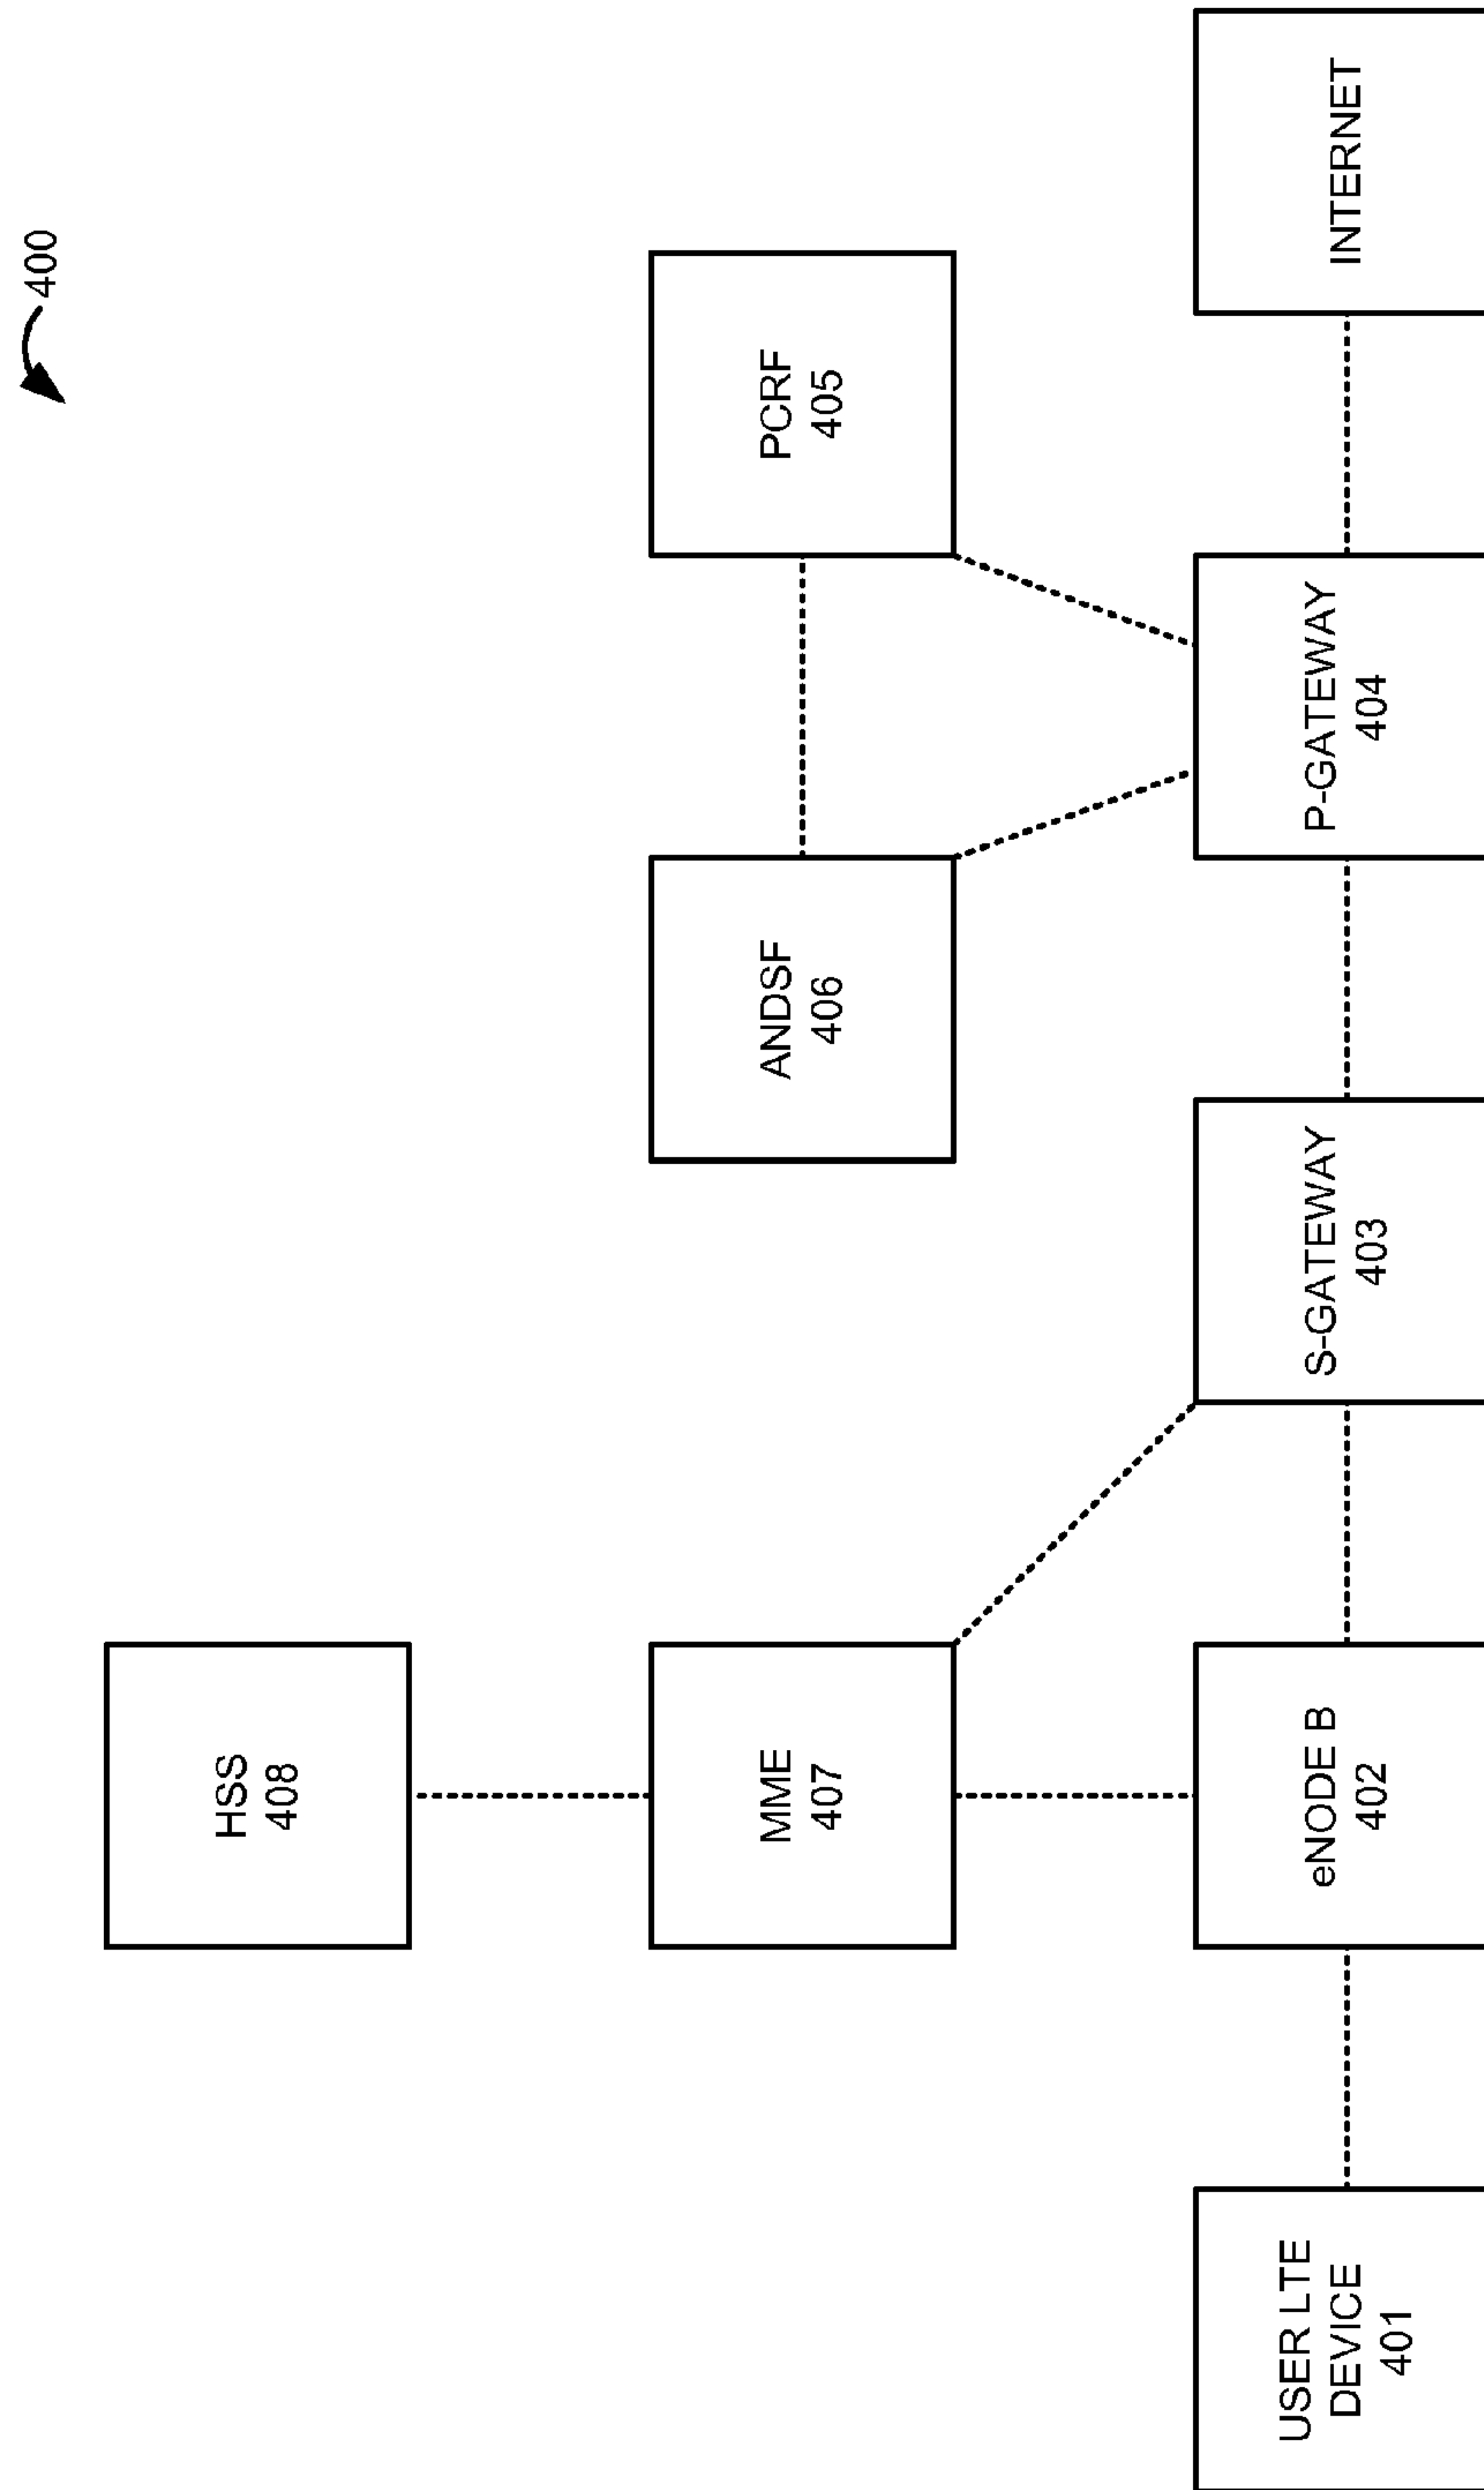 400
HSS
408
MME
407
ANDSF
406
PCRF
405
USER LTE
DEVICE
401
eNODE B
402
S-GATEWAY
403
P-GATEWAY
404
INTERNET